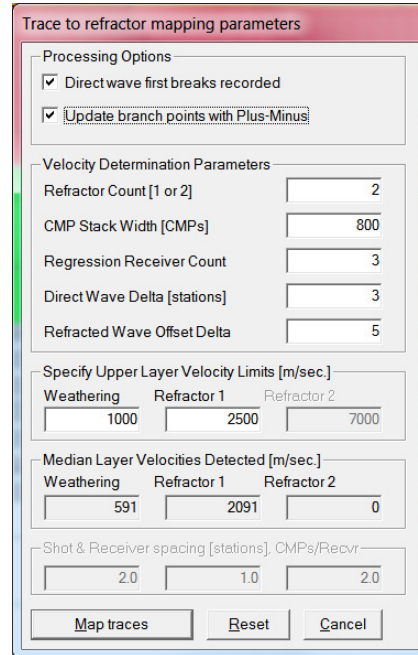 Trace to refractor mapping parameters
Processing Options
Direct wave first breaks recorded
Update branch points with Plus-Minus
Velocity Determination Parameters
Refractor Count [1 or 2] 2
CMP Stack Width [CMPs] 800
Regression Receiver Count 3
Direct Wave Delta [stations] 3
Refracted Wave Offset Delta 5
Specify Upper Layer Velocity Limits [m/sec.]
Weathering Refractor 1 Refractor 2
1000 2500 7000
Median Layer Velocities Detected [m/sec.]
Weathering Refractor 1 Refractor 2
591 2091 0
Shot & Receiver spacing [stations], CMPs/Recvr
2.0 1.0 2.0
Map traces Reset Cancel